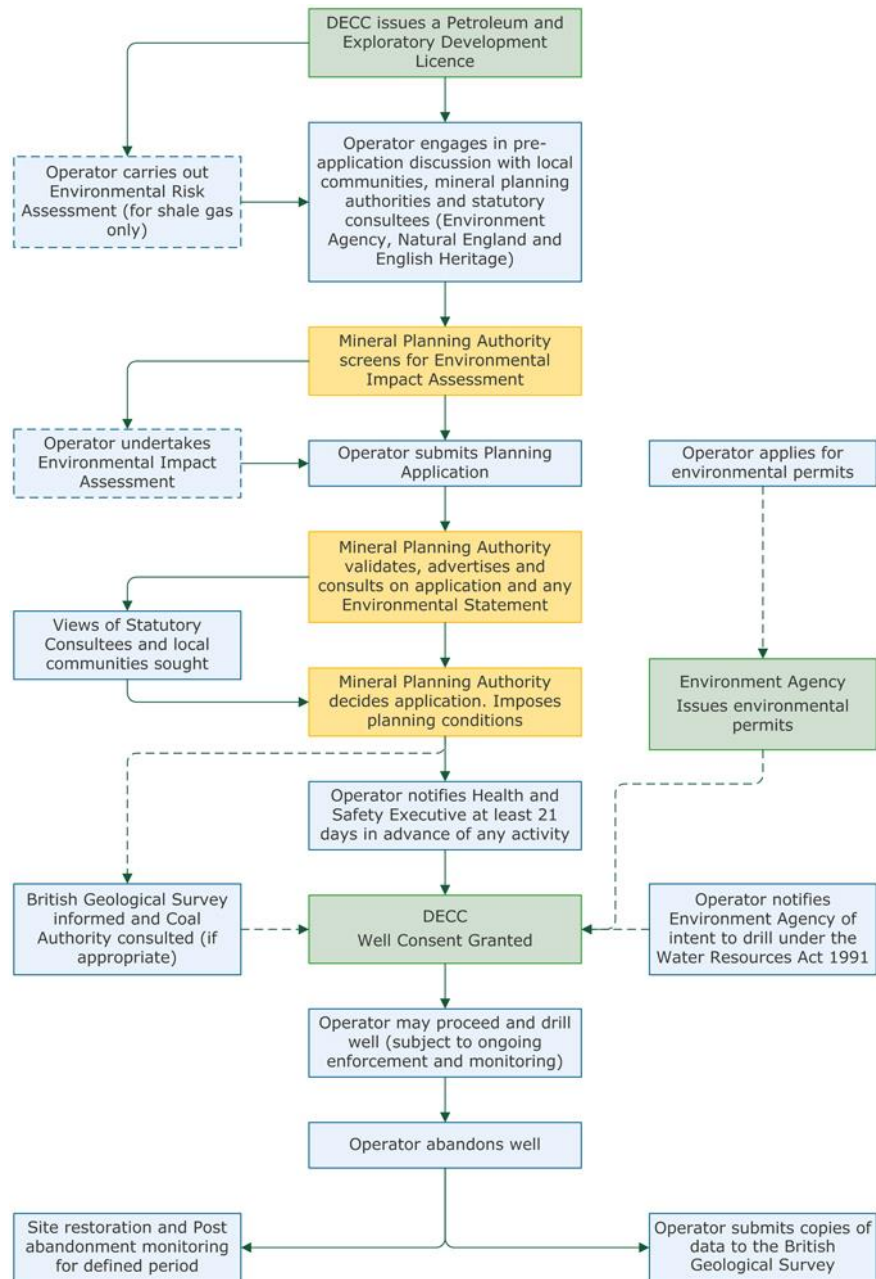 DECC issues a Petroleum and
Exploratory Development
Licence
Operator carries out
Environmental Risk
Assessment (for shale gas
only)
Operator engages in pre-
application discussion with local
communities, mineral planning
authorities and statutory
consultees (Environment
Agency, Natural England and
English Heritage)
Mineral Planning Authority
screens for Environmental
Impact Assessment
Operator undertakes
Environmental Impact
Assessment
Operator submits Planning
Application
Operator applies for
environmental permits
Mineral Planning Authority
validates, advertises and
consults on application and any
Environmental Statement
Views of Statutory
Consultees and local
communities sought
Mineral Planning Authority
decides application. Imposes
planning conditions
Environment Agency
Issues environmental
permits
Operator notifies Health and
Safety Executive at least 21
days in advance of any activity
British Geological Survey
informed and Coal
Authority consulted (if
appropriate)
DECC
Well Consent Granted
Operator notifies
Environment Agency of
intent to drill under the
Water Resources Act 1991
Operator may proceed and drill
well (subject to ongoing
enforcement and monitoring)
Operator abandons well
Site restoration and Post
abandonment monitoring
for defined period
Operator submits copies of
data to the British
Geological Survey